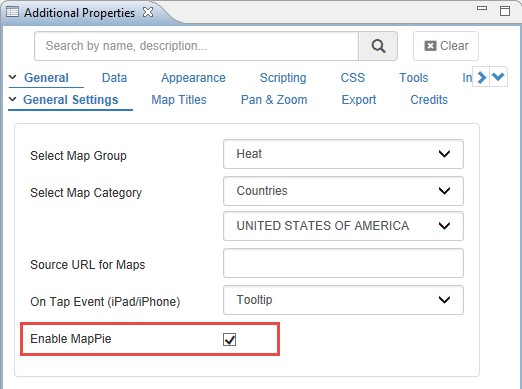 Additional Properties
Search by name, description...
Clear
General Data Appearance Scripting CSS Tools In
General Settings Map Titles Pan & Zoom Export Credits
Select Map Group Heat
Select Map Category Countries
UNITED STATES OF AMERICA
Source URL for Maps
On Tap Event (iPad/iPhone) Tooltip
Enable MapPie